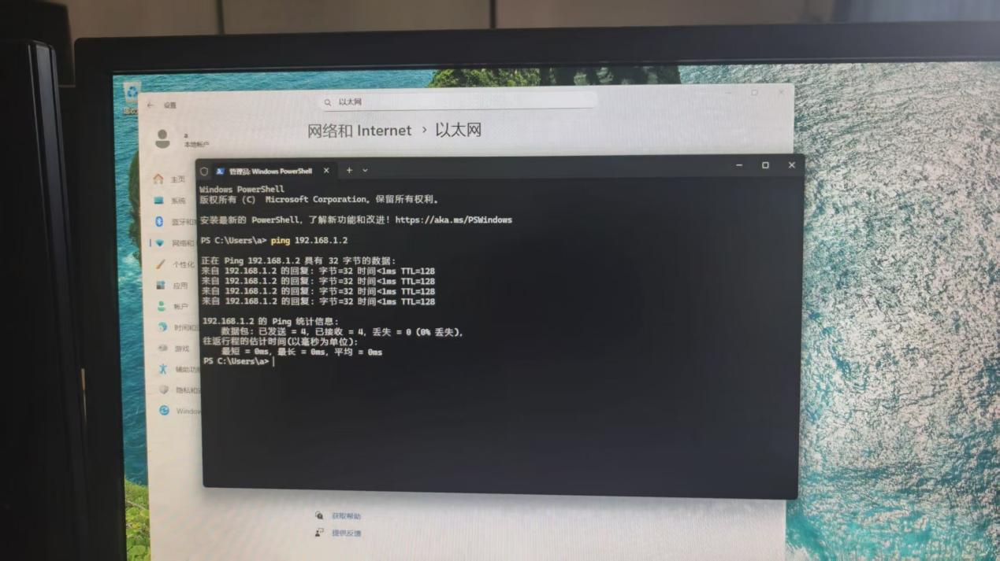 设置
以太网
网络和 Internet › 以太网
a
本地帐户
主页
系统
蓝牙和
网络和
个性化
应用
帐户
时间和
游戏
辅助功
隐私和
Window
管理员: Windows PowerShell
Windows PowerShell
版权所有 (C) Microsoft Corporation。保留所有权利。
安装最新的 PowerShell，了解新功能和改进！https://aka.ms/PSWindows
PS C:\Users\a> ping 192.168.1.2
正在 Ping 192.168.1.2 具有 32 字节的数据:
来自 192.168.1.2 的回复: 字节=32 时间<1ms TTL=128
来自 192.168.1.2 的回复: 字节=32 时间<1ms TTL=128
来自 192.168.1.2 的回复: 字节=32 时间<1ms TTL=128
来自 192.168.1.2 的回复: 字节=32 时间<1ms TTL=128
192.168.1.2 的 Ping 统计信息:
数据包: 已发送 = 4，已接收 = 4，丢失 = 0 (0% 丢失)，
往返行程的估计时间(以毫秒为单位):
最短 = 0ms，最长 = 0ms，平均 = 0ms
PS C:\Users\a>
获取帮助
提供反馈